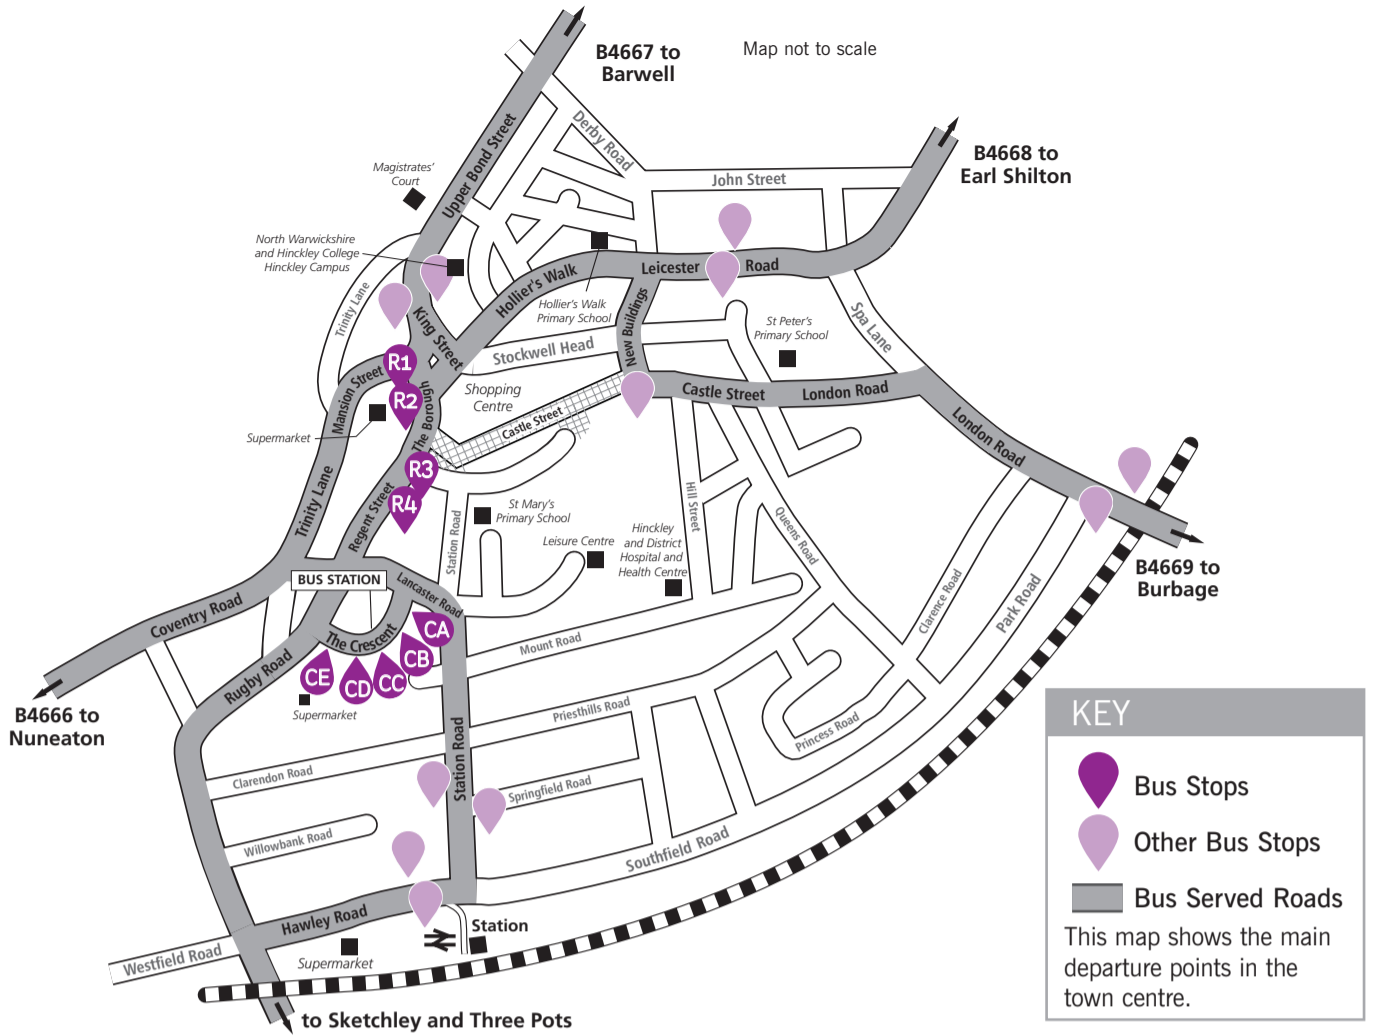 B4667 to
Barwell
Map not to scale
Derby Road
B4668 to
Earl Shilton
Upper Bond Street
Magistrates'
Court
John Street
North Warwickshire
and Hinckley College
Hinckley Campus
Leicester Road
Hollier's Walk
Trinity Lane
Hollier's Walk
Primary School
New Buildings
Spa Lane
King Street
St Peter's
Primary School
Stockwell Head
R1
Mansion Street
R2
The Borough
Shopping
Centre
Castle Street
London Road
Castle Street
Supermarket
London Road
R3
R4
Trinity Lane
Regent Street
Station Road
St Mary's
Primary School
Leisure Centre
Hill Street
Hinckley
and District
Hospital and
Health Centre
Queens Road
BUS STATION
Lancaster Road
B4669 to
Burbage
Clarence Road
Park Road
Coventry Road
The Crescent
CA
CB
CC
CD
CE
Mount Road
Rugby Road
Supermarket
B4666 to
Nuneaton
Priesthills Road
Princess Road
Station Road
Clarendon Road
Springfield Road
Willowbank Road
Southfield Road
Hawley Road
Station
Westfield Road
Supermarket
to Sketchley and Three Pots
KEY
Bus Stops
Other Bus Stops
Bus Served Roads
This map shows the main
departure points in the
town centre.